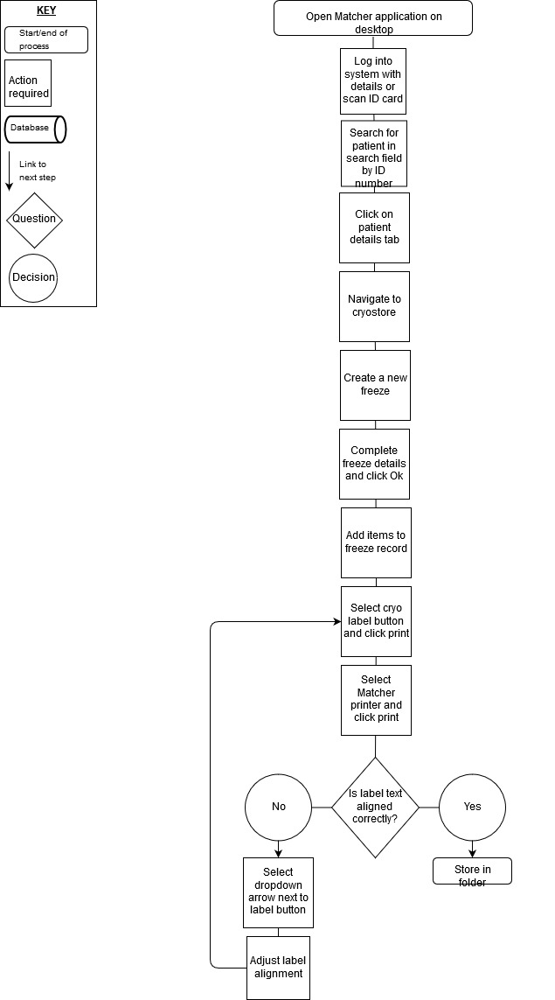 KEY
Start/end of
process
Action
required
Database
Link to
next step
Question
Decision
Open Matcher application on
desktop
Log into
system with
details or
scan ID card
Search for
patient in
search field
by ID
number
Click on
patient
details tab
Navigate to
cryostore
Create a new
freeze
Complete
freeze details
and click Ok
Add items to
freeze record
Select cryo
label button
and click print
Select
Matcher
printer and
click print
Is label text
aligned
correctly?
No
Yes
Select
dropdown
arrow next to
label button
Store in
folder
Adjust label
alignment